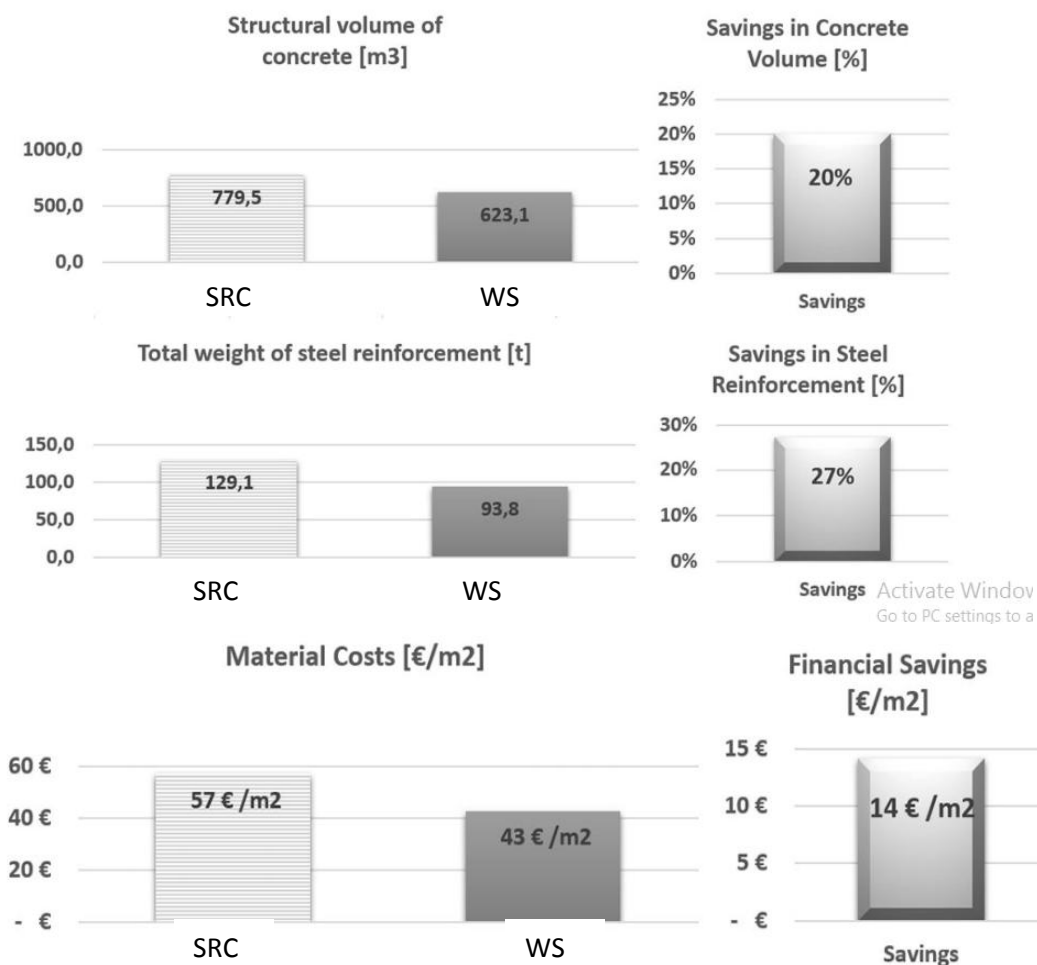 Structural volume of
concrete [m3]
1000,0
500,0
0,0
779,5
623,1
SRC
WS
Savings in Concrete
Volume [%]
25%
20%
15%
10%
5%
0%
20%
Savings
Total weight of steel reinforcement [t]
150,0
100,0
50,0
0,0
129,1
93,8
SRC
WS
Savings in Steel
Reinforcement [%]
30%
20%
10%
0%
27%
Savings
Activate Window
Go to PC settings to a
Material Costs [€/m2]
60 €
40 €
20 €
- €
57 € /m2
43 € /m2
SRC
WS
Financial Savings
[€/m2]
15 €
10 €
5 €
- €
14 € /m2
Savings